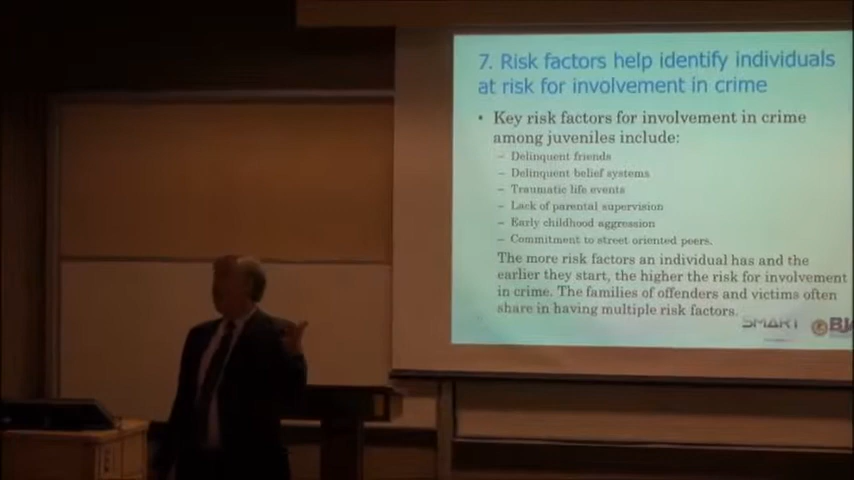 7. Risk factors help identify individuals
at risk for involvement in crime
• Key risk factors for involvement in crime
among juveniles include:
– Delinquent friends
– Delinquent belief systems
– Traumatic life events
– Lack of parental supervision
– Early childhood aggression
– Commitment to street oriented peers.
The more risk factors an individual has and the
earlier they start, the higher the risk for involvement
in crime. The families of offenders and victims often
share in having multiple risk factors.
SMART
BJA